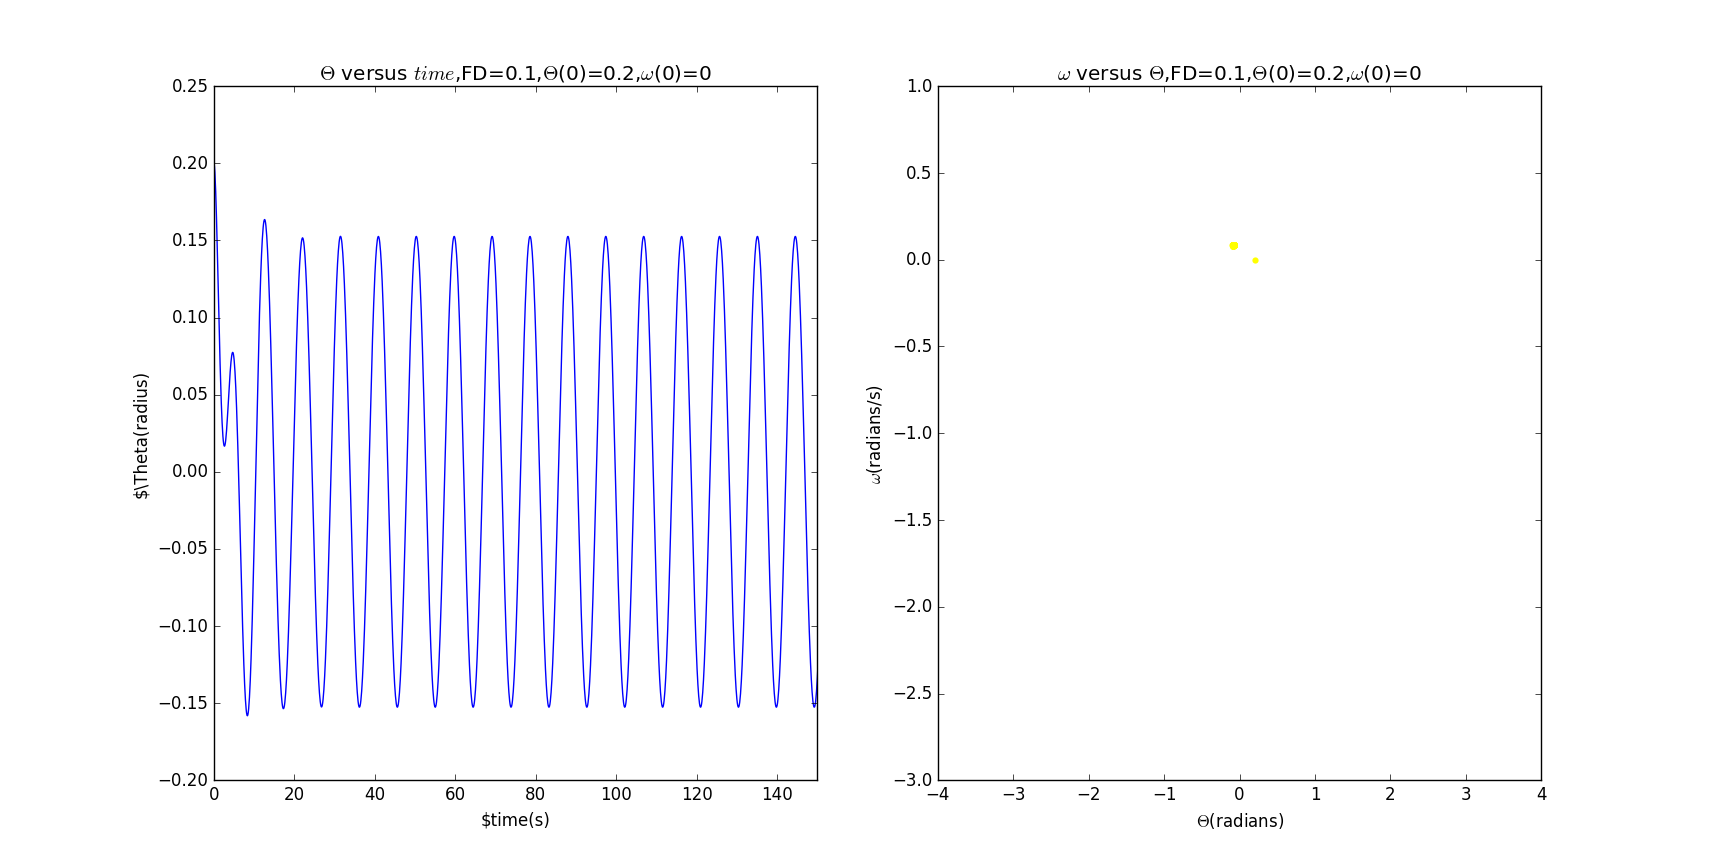 Θ versus time,FD=0.1,Θ(0)=0.2,ω(0)=0
0.25
0.20
0.15
0.10
0.05
0.00
−0.05
−0.10
−0.15
−0.20
0 20 40 60 80 100 120 140
$time(s)
$\Theta(radius)
ω versus Θ,FD=0.1,Θ(0)=0.2,ω(0)=0
1.0
0.5
0.0
−0.5
−1.0
−1.5
−2.0
−2.5
−3.0
−4 −3 −2 −1 0 1 2 3 4
Θ(radians)
ω(radians/s)